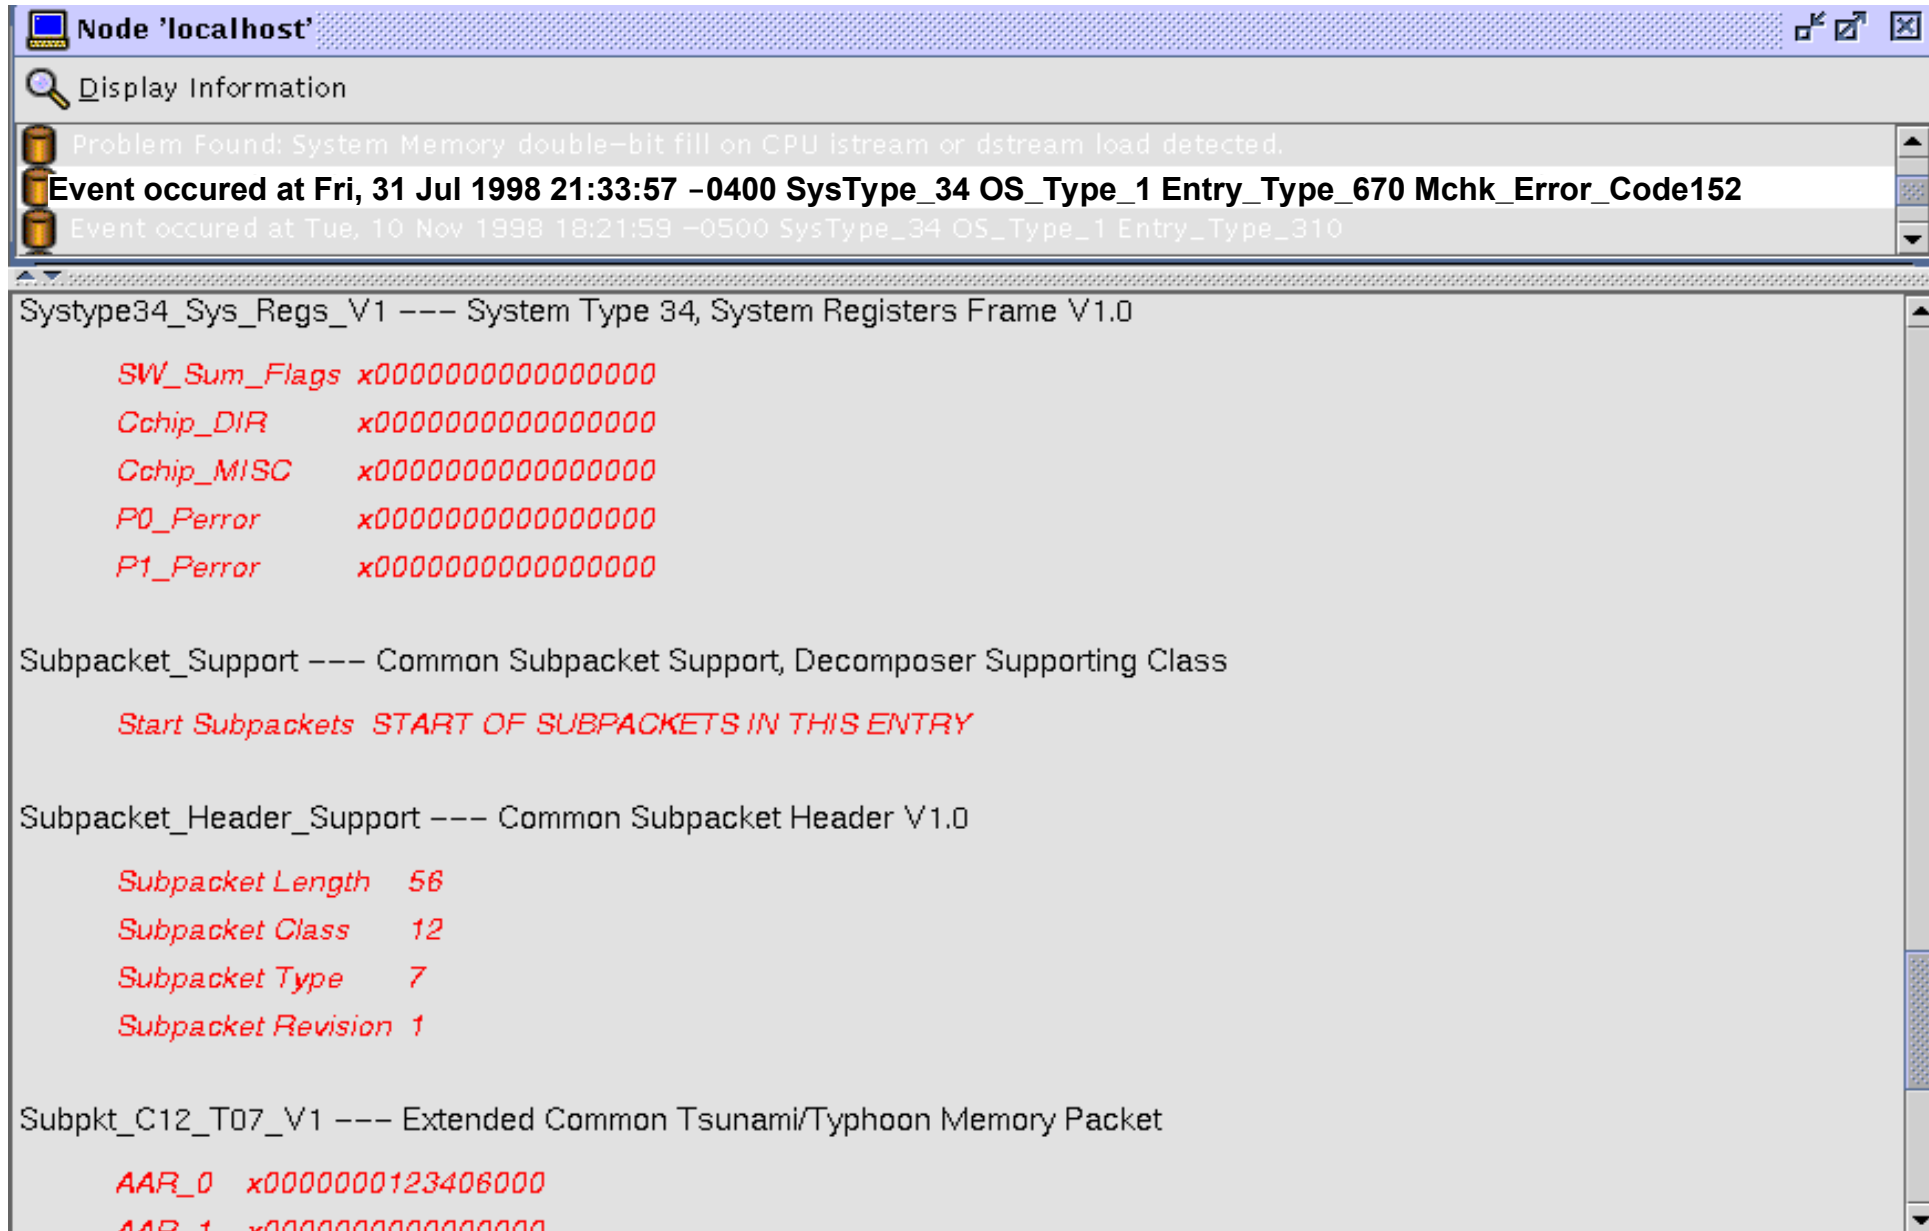 Node 'localhost'
Display Information
Problem Found: System Memory double-bit fill on CPU istream or dstream load detected.
Event occured at Fri, 31 Jul 1998 21:33:57 -0400 SysType_34 OS_Type_1 Entry_Type_670 Mchk_Error_Code152
Event occured at Tue, 10 Nov 1998 18:21:59 -0500 SysType_34 OS_Type_1 Entry_Type_310
Systype34_Sys_Regs_V1 --- System Type 34, System Registers Frame V1.0
SW_Sum_Flags x0000000000000000
Cchip_DIR x0000000000000000
Cchip_MISC x0000000000000000
P0_Perror x0000000000000000
P1_Perror x0000000000000000
Subpacket_Support --- Common Subpacket Support, Decomposer Supporting Class
Start Subpackets START OF SUBPACKETS IN THIS ENTRY
Subpacket_Header_Support --- Common Subpacket Header V1.0
Subpacket Length 56
Subpacket Class 12
Subpacket Type 7
Subpacket Revision 1
Subpkt_C12_T07_V1 --- Extended Common Tsunami/Typhoon Memory Packet
AAR_0 x0000000123406000
AAR_1 x0000000000000000